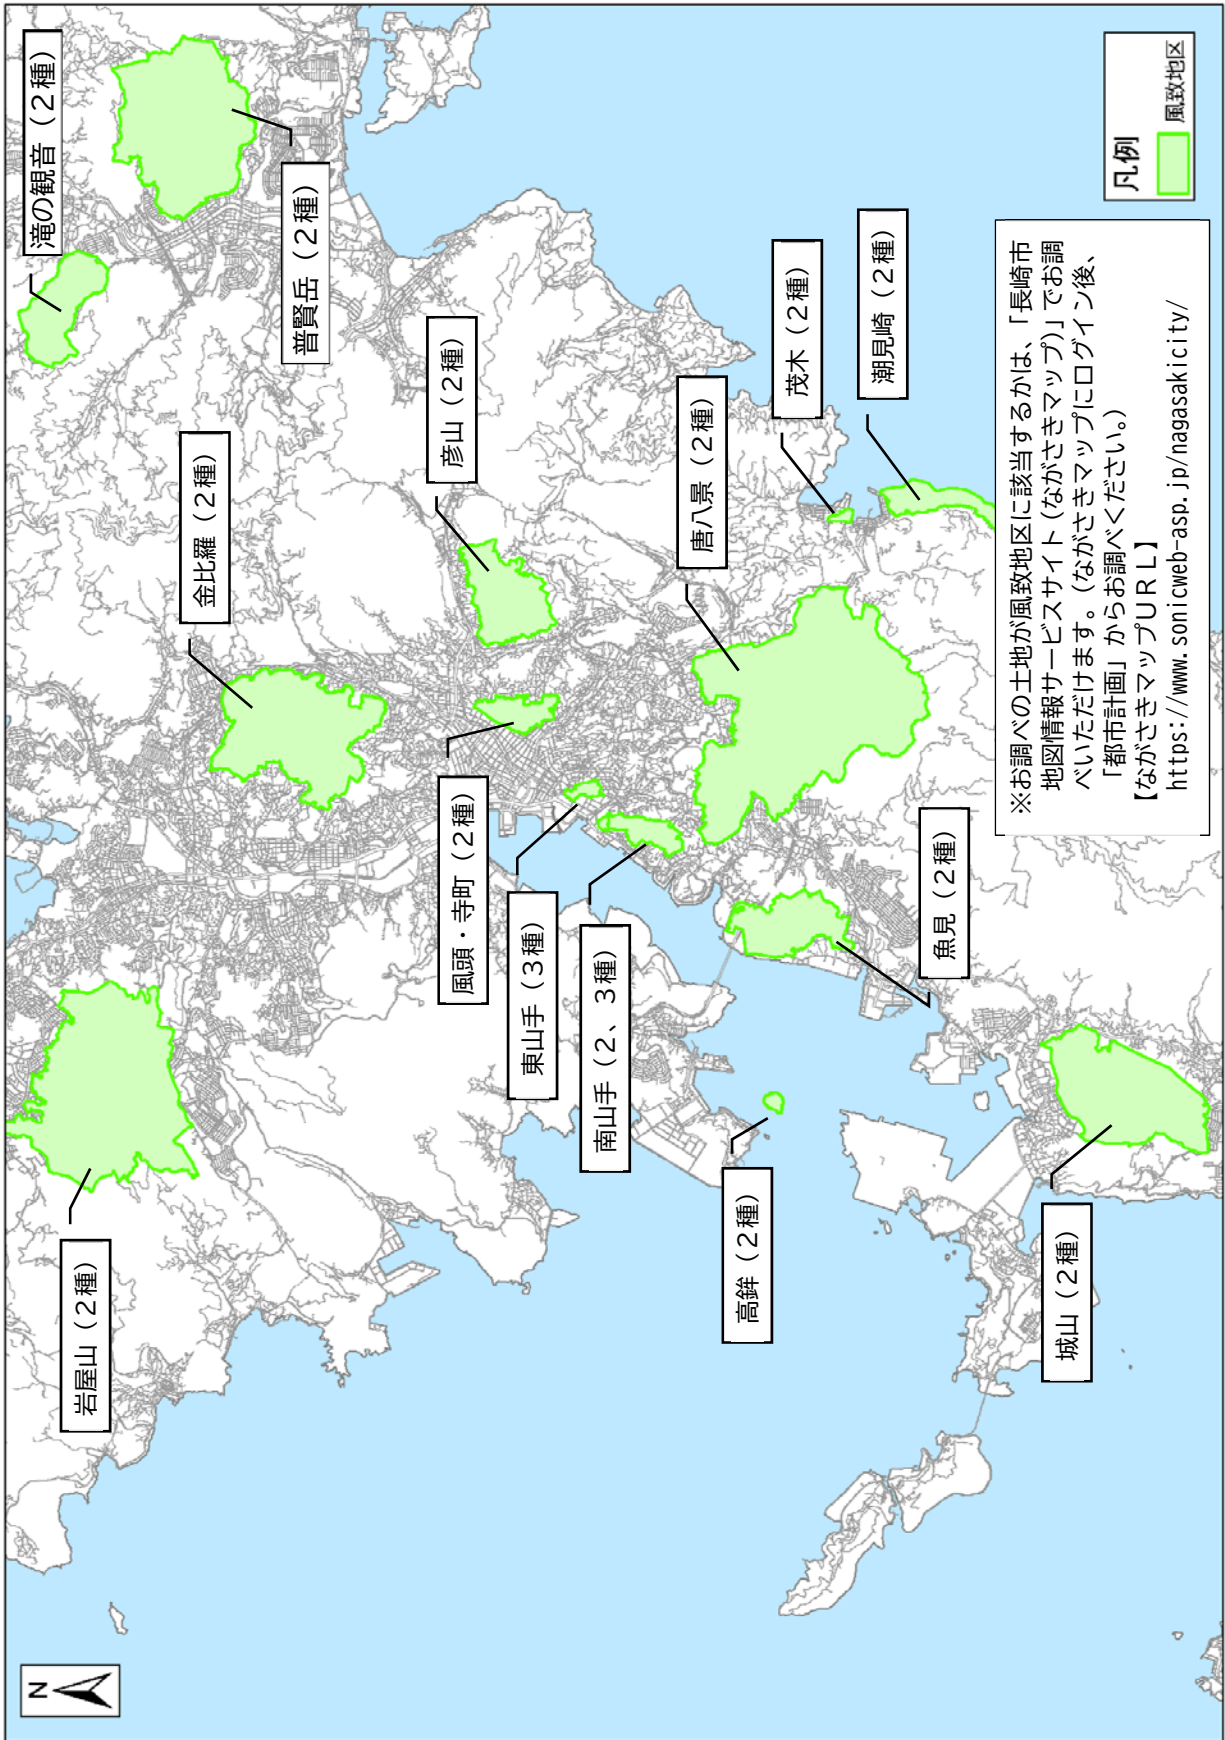 滝の観音（２種）
普賢岳（２種）
金比羅（２種）
彦山（２種）
唐八景（２種）
茂木（２種）
潮見崎（２種）
風頭・寺町（２種）
東山手（３種）
南山手（２、３種）
魚見（２種）
岩屋山（２種）
高鉾（２種）
城山（２種）
N
凡例
風致地区
※お調べの土地が風致地区に該当するかは、「長崎市
地図情報サービスサイト（ながさきマップ）」でお調
べいただけます。（ながさきマップにログイン後、
「都市計画」からお調べください。）
【ながさきマップＵＲＬ】
https://www.sonicweb-asp.jp/nagasakicity/